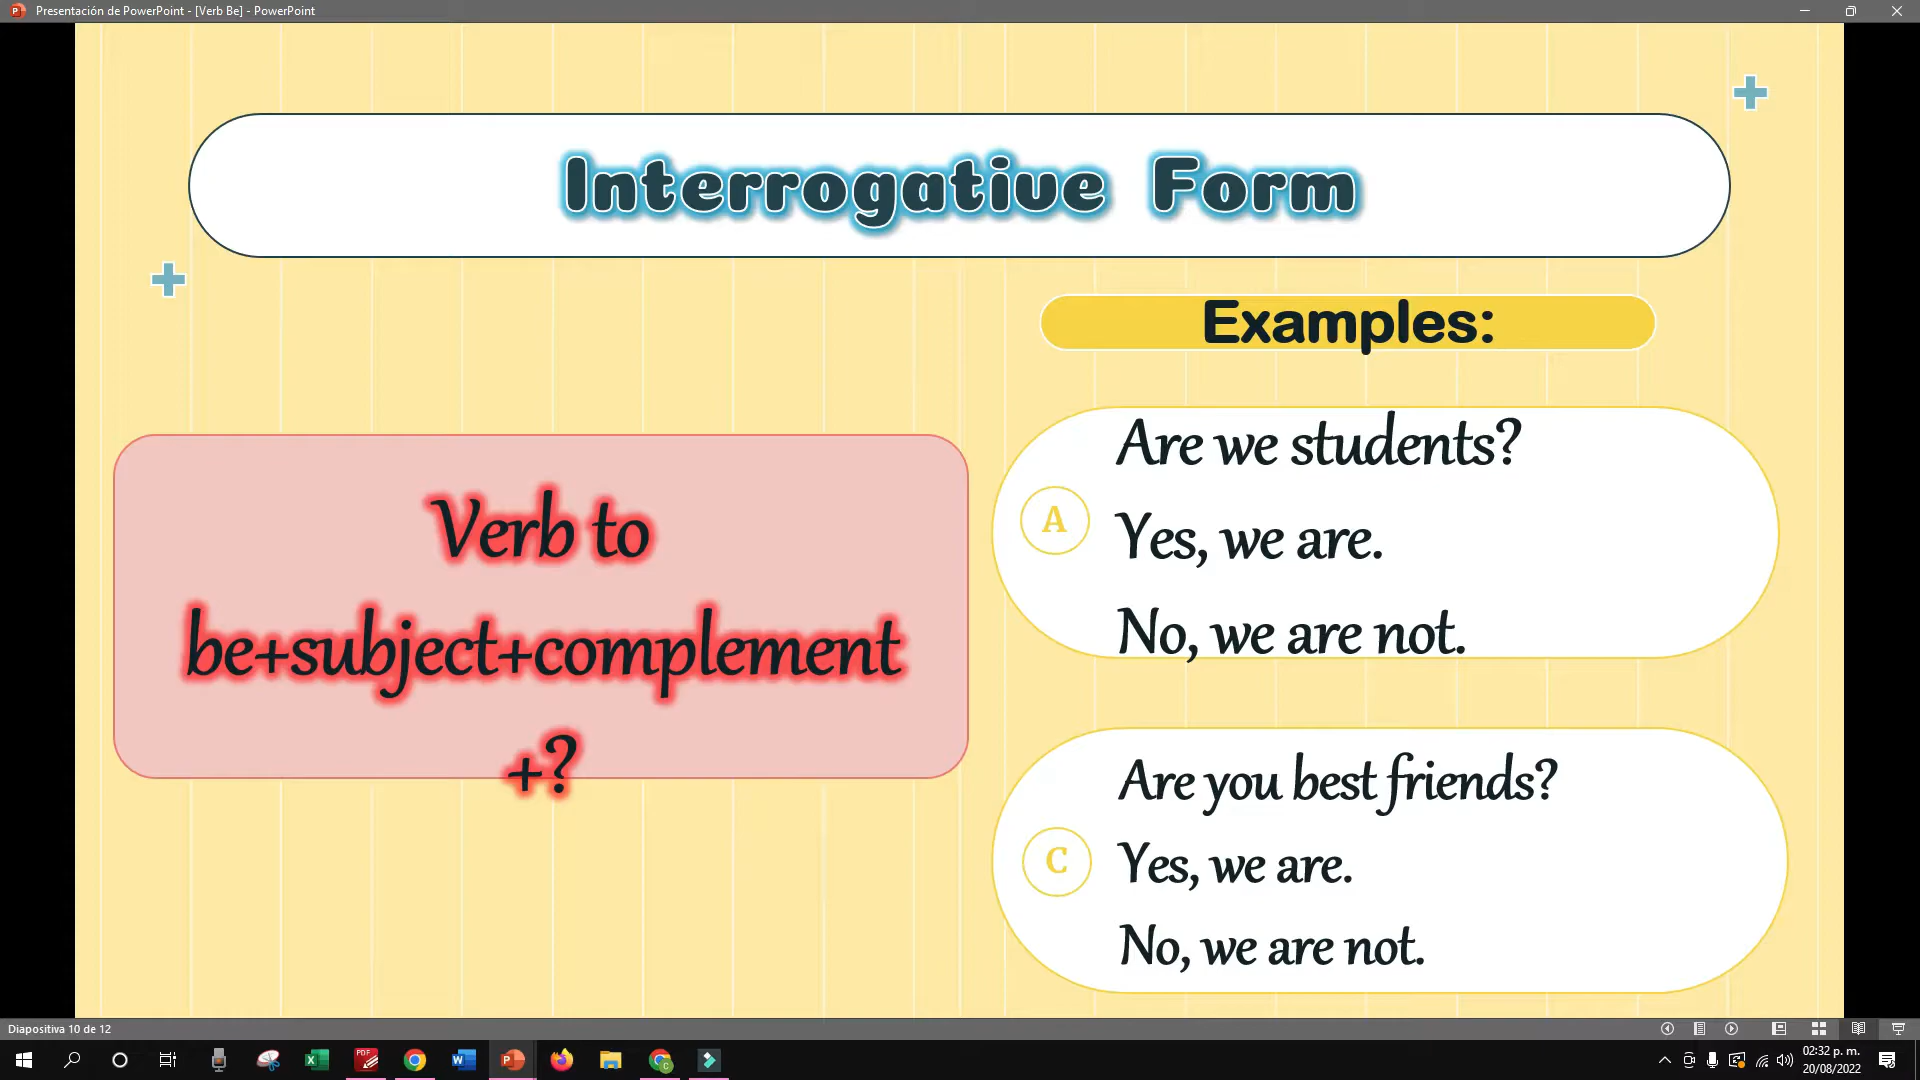 Presentación de PowerPoint - [Verb Be] - PowerPoint
Interrogative Form
Examples:
Verb to
be+subject+complement
+?
A
Are we students?
Yes, we are.
No, we are not.
C
Are you best friends?
Yes, we are.
No, we are not.
Diapositiva 10 de 12
PDF
02:32 p. m.
20/08/2022